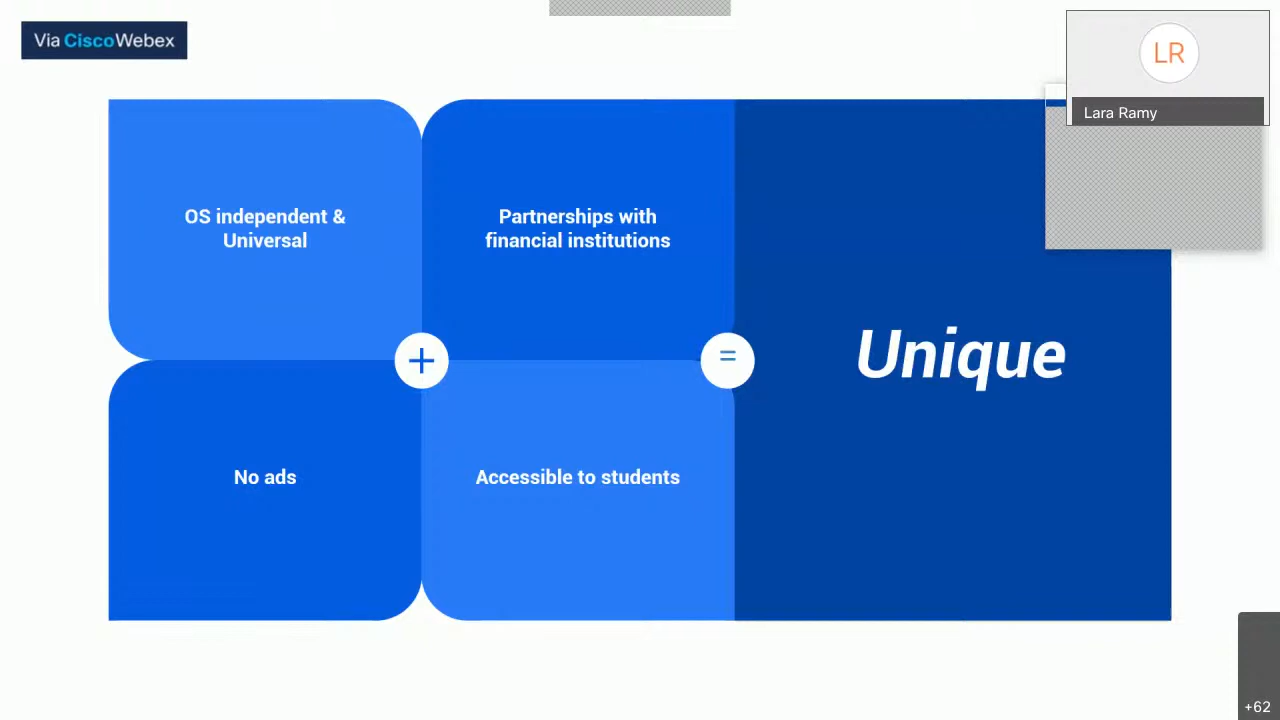 Via CiscoWebex
LR
Lara Ramy
OS independent &
Universal
Partnerships with
financial institutions
+
=
Unique
No ads
Accessible to students
+62